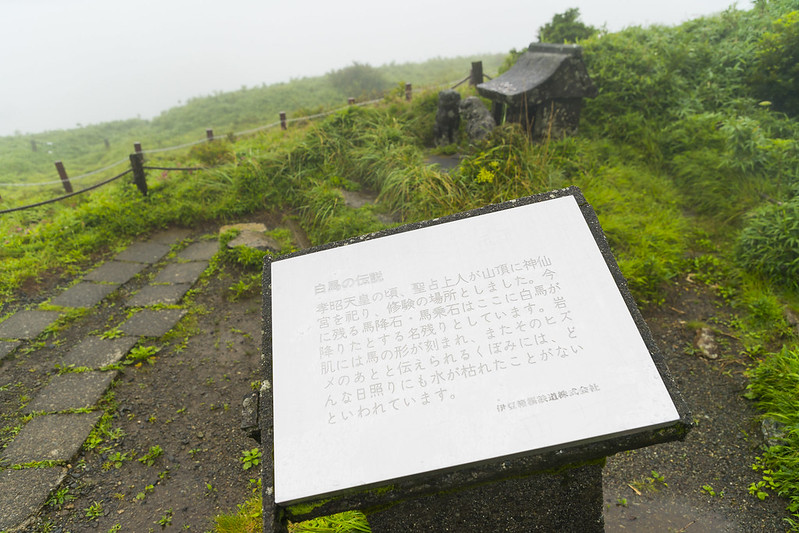 白馬の伝説
孝昭天皇の頃、聖占上人が山頂に神仙
宮を祀り、修験の場所としました。今
に残る馬降石・馬乗石はここに白馬が
降りたとする名残りとしています。岩
肌には馬の形が刻まれ、またそのヒズ
メのあとと伝えられるくぼみには、ど
んな日照りにも水が枯れたことがない
といわれています。
伊豆箱根鉄道株式会社